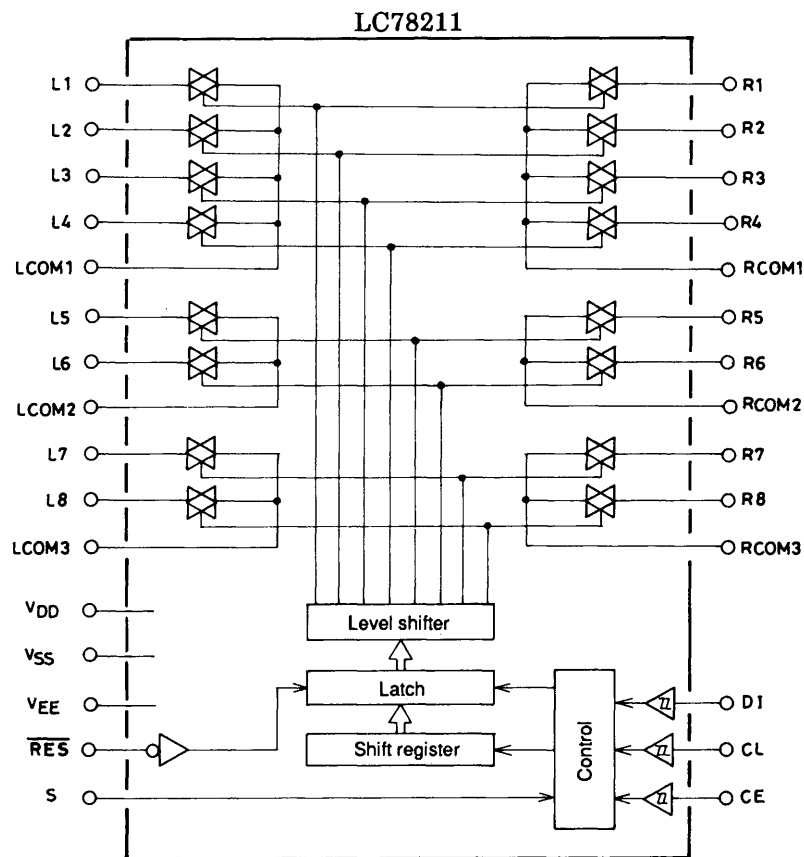 LC78211
L1 R1
L2 R2
L3 R3
L4 R4
LCOM1 RCOM1
L5 R5
L6 R6
LCOM2 RCOM2
L7 R7
L8 R8
LCOM3 RCOM3
VDD Level shifter
VSS
VEE Latch DI
RES Shift register Control CL
S CE